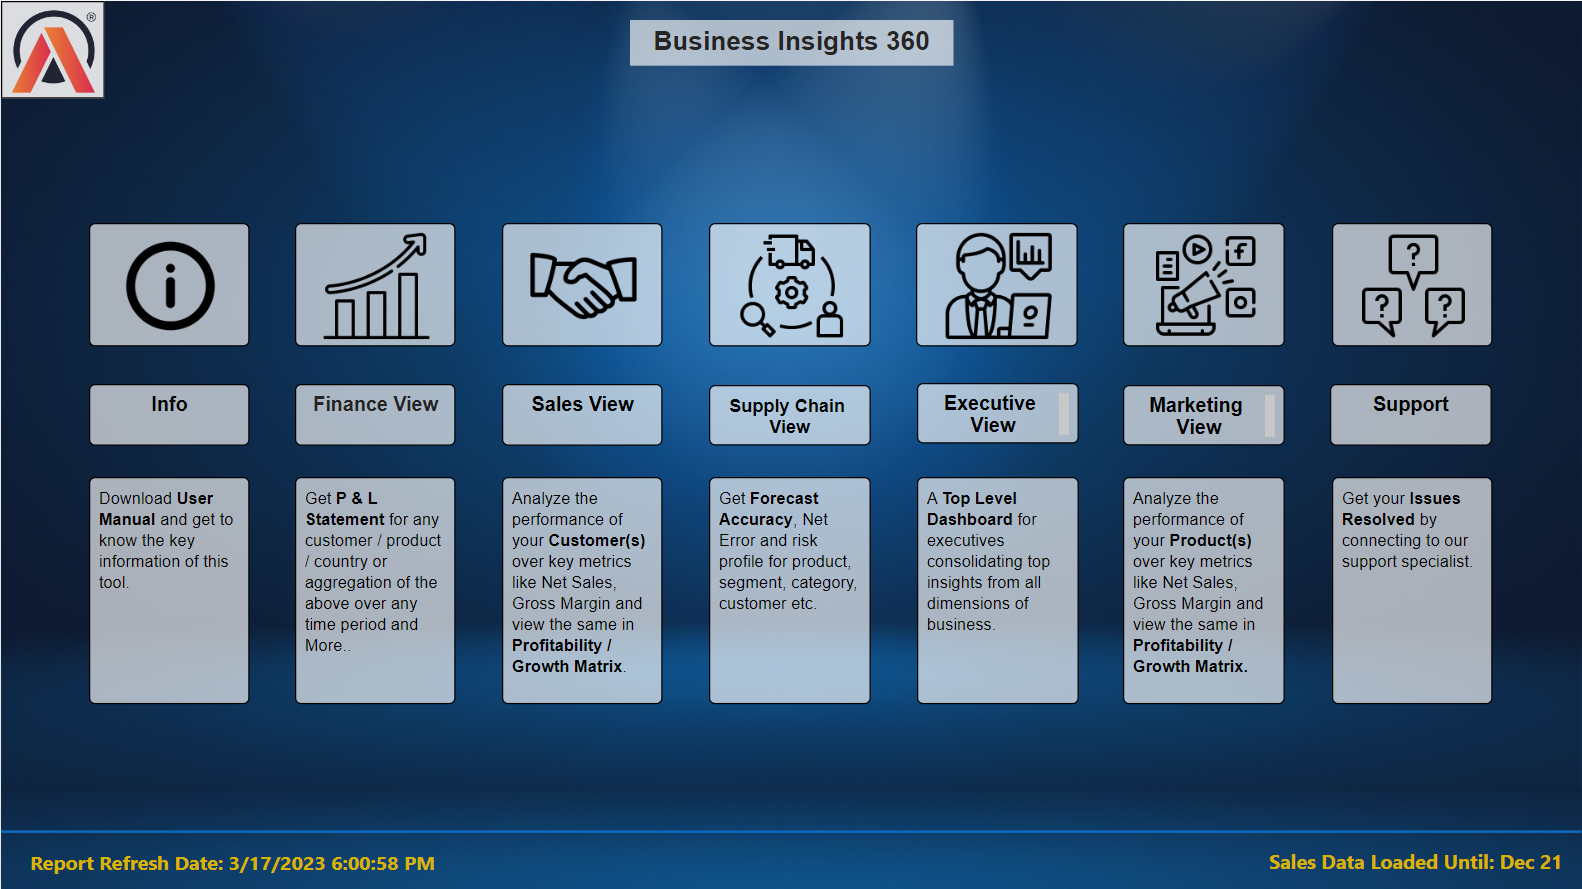 ®
Business Insights 360
Info
Finance View
Sales View
Supply Chain
View
Executive
View
Marketing
View
Support
Download User
Manual and get to
know the key
information of this
tool.
Get P & L
Statement for any
customer / product
/ country or
aggregation of the
above over any
time period and
More..
Analyze the
performance of
your Customer(s)
over key metrics
like Net Sales,
Gross Margin and
view the same in
Profitability /
Growth Matrix.
Get Forecast
Accuracy, Net
Error and risk
profile for product,
segment, category,
customer etc.
A Top Level
Dashboard for
executives
consolidating top
insights from all
dimensions of
business.
Analyze the
performance of
your Product(s)
over key metrics
like Net Sales,
Gross Margin and
view the same in
Profitability /
Growth Matrix.
Get your Issues
Resolved by
connecting to our
support specialist.
Report Refresh Date: 3/17/2023 6:00:58 PM
Sales Data Loaded Until: Dec 21